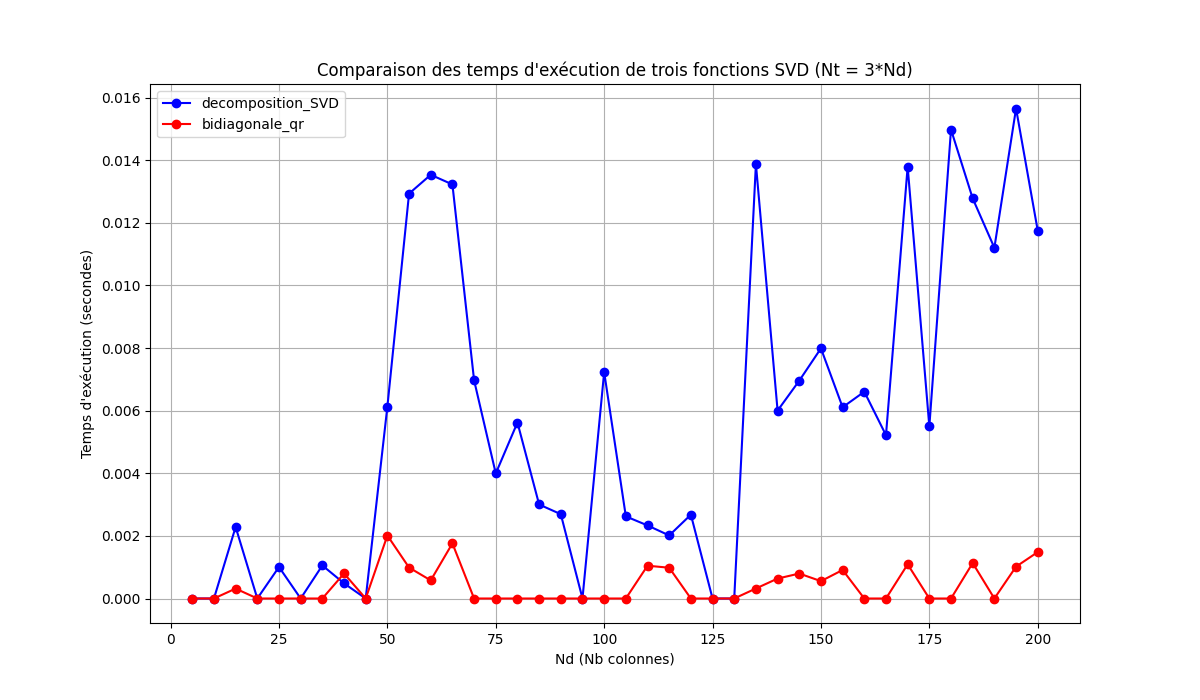 Comparaison des temps d'exécution de trois fonctions SVD (Nt = 3*Nd)
decomposition_SVD
bidiagonale_qr
Temps d'exécution (secondes)
0.016
0.014
0.012
0.010
0.008
0.006
0.004
0.002
0.000
0 25 50 75 100 125 150 175 200
Nd (Nb colonnes)